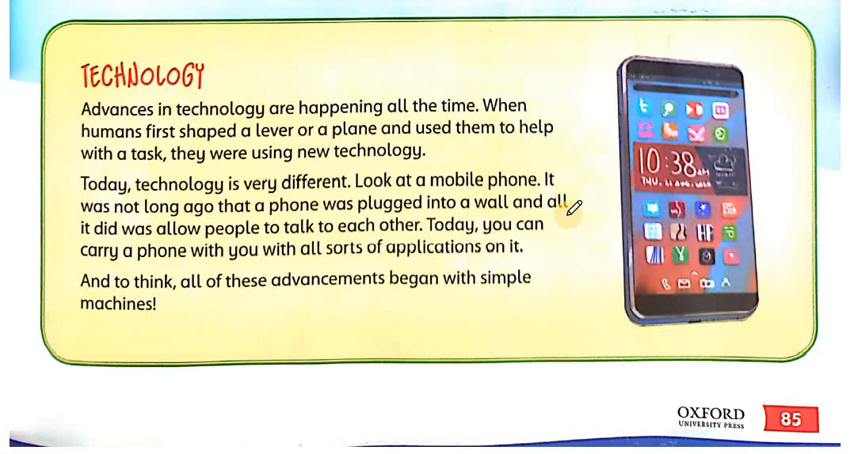 TECHNOLOGY
Advances in technology are happening all the time. When
humans first shaped a lever or a plane and used them to help
with a task, they were using new technology.
Today, technology is very different. Look at a mobile phone. It
was not long ago that a phone was plugged into a wall and all
it did was allow people to talk to each other. Today, you can
carry a phone with you with all sorts of applications on it.
And to think, all of these advancements began with simple
machines!
10:38 AM
THU, 11 AUG,
OXFORD
UNIVERSITY PRESS
85